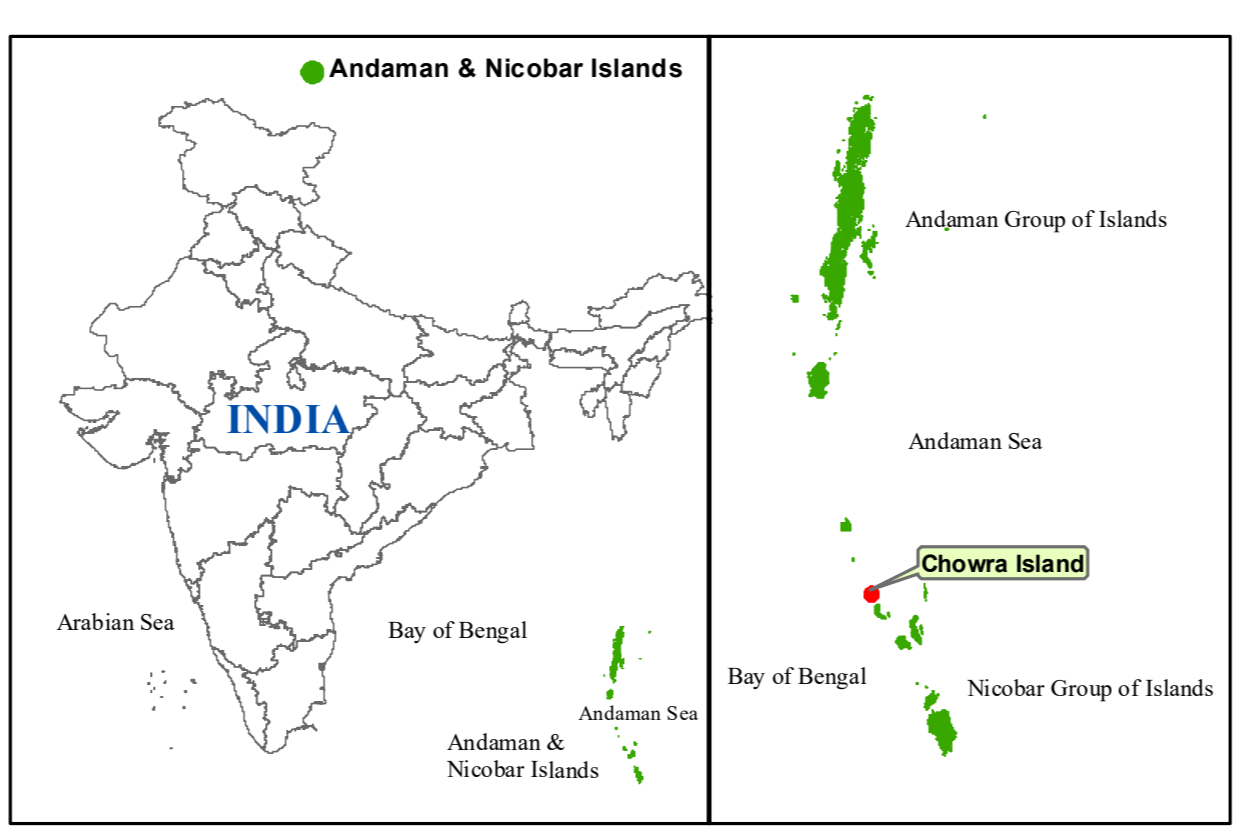 Andaman & Nicobar Islands
INDIA
Arabian Sea
Bay of Bengal
Andaman Sea
Andaman &
Nicobar Islands
Andaman Group of Islands
Andaman Sea
Chowra Island
Bay of Bengal
Nicobar Group of Islands